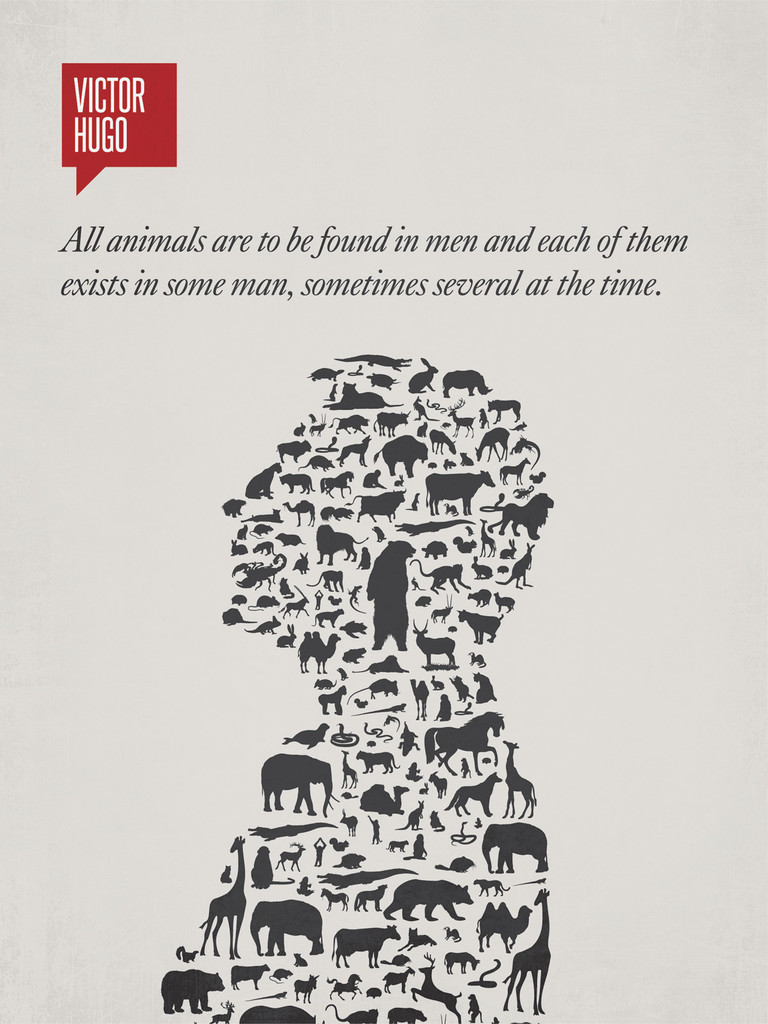 VICTOR
HUGO
All animals are to be found in men and each of them
exists in some man, sometimes several at the time.